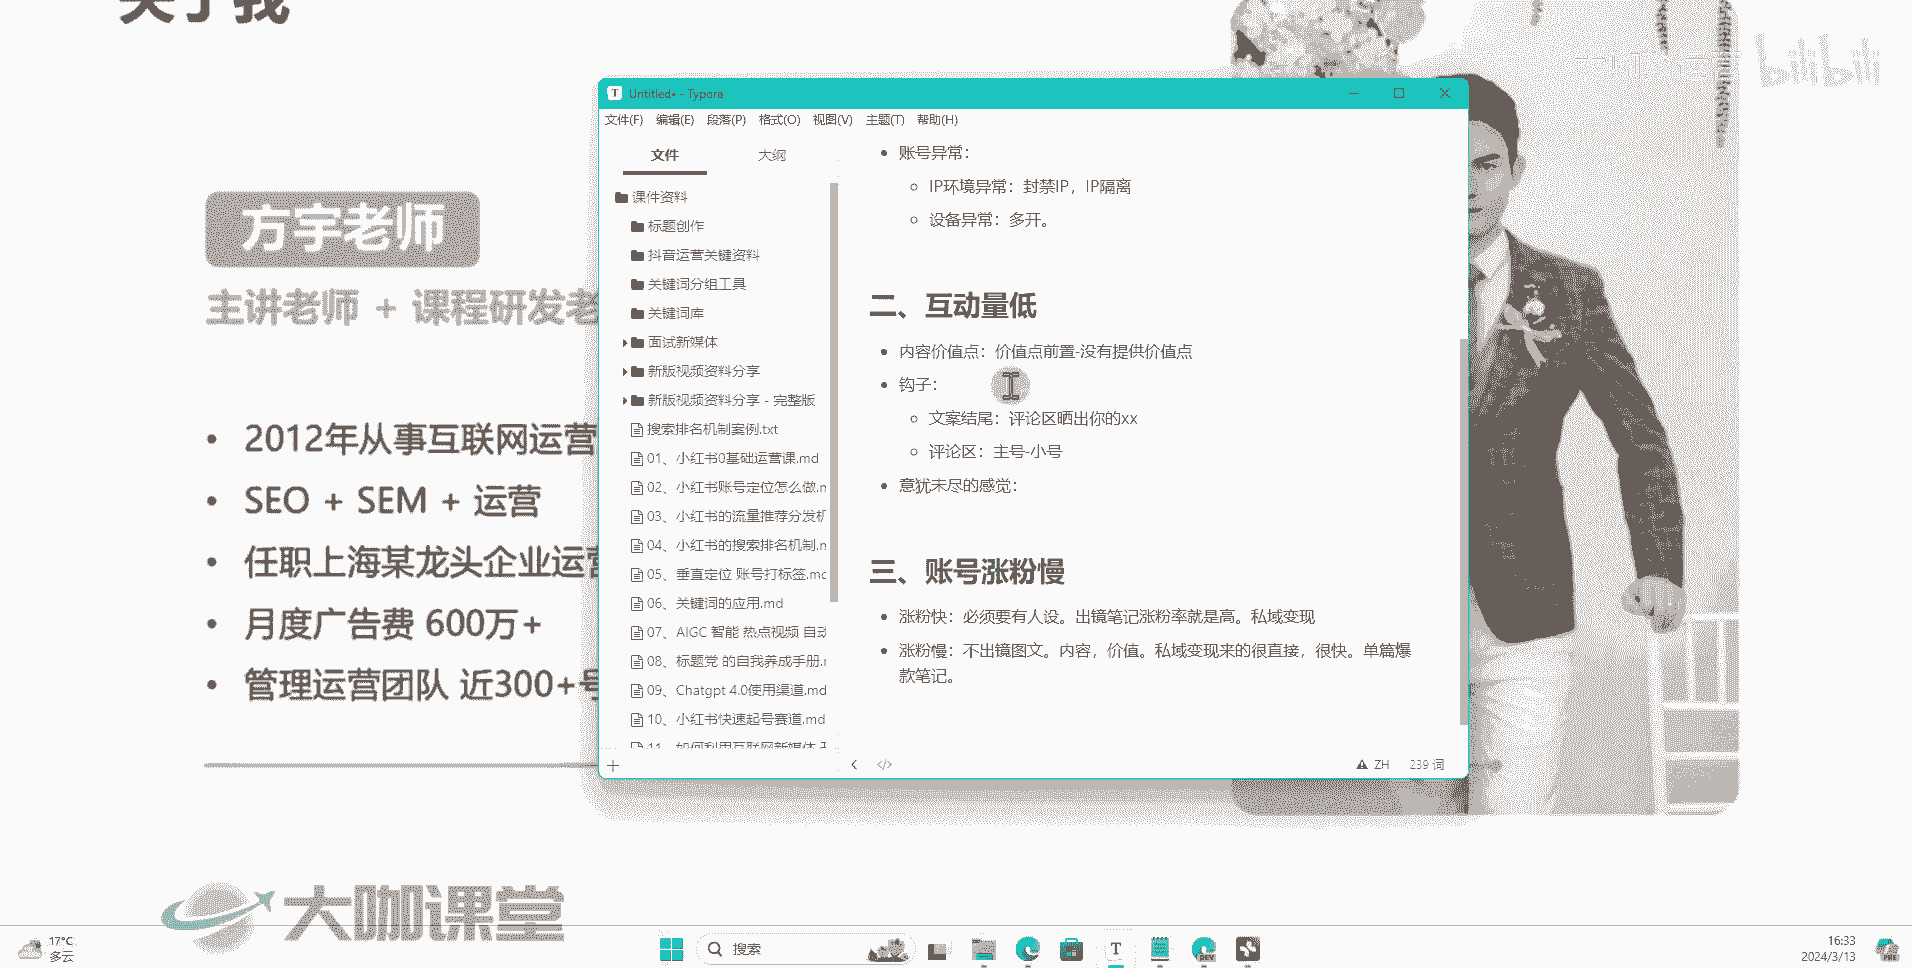 关于我
bilibili
方宇老师
主讲老师 + 课程研发老
2012年从事互联网运营
SEO + SEM + 运营
任职上海某龙头企业运营
月度广告费 600万+
管理运营团队 近300+号
大咖课堂
Untitled• - Typora
文件(F) 编辑(E) 段落(P) 格式(O) 视图(V) 主题(T) 帮助(H)
文件 大纲
课件资料
标题创作
抖音运营关键资料
关键词分组工具
关键词库
面试新媒体
新版视频资料分享
新版视频资料分享 - 完整版
搜索排名机制案例.txt
01、小红书0基础运营课.md
02、小红书账号定位怎么做.m
03、小红书的流量推荐分发机
04、小红书的搜索排名机制.m
05、垂直定位 账号打标签.md
06、关键词的应用.md
07、AIGC 智能 热点视频 自动
08、标题党 的自我养成手册.m
09、Chatgpt 4.0使用渠道.md
10、小红书快速起号赛道.md
11、如何利用互联网新媒体
账号异常：
IP环境异常：封禁IP，IP隔离
设备异常：多开。
二、互动量低
内容价值点：价值点前置-没有提供价值点
钩子：
文案结尾：评论区晒出你的xx
评论区：主号-小号
意犹未尽的感觉：
三、账号涨粉慢
涨粉快：必须要有人设。出镜笔记涨粉率就是高。私域变现
涨粉慢：不出镜图文。内容，价值。私域变现来的很直接，很快。单篇爆
款笔记。
ZH 239 词
17°C
多云
搜索
16:33
2024/3/13